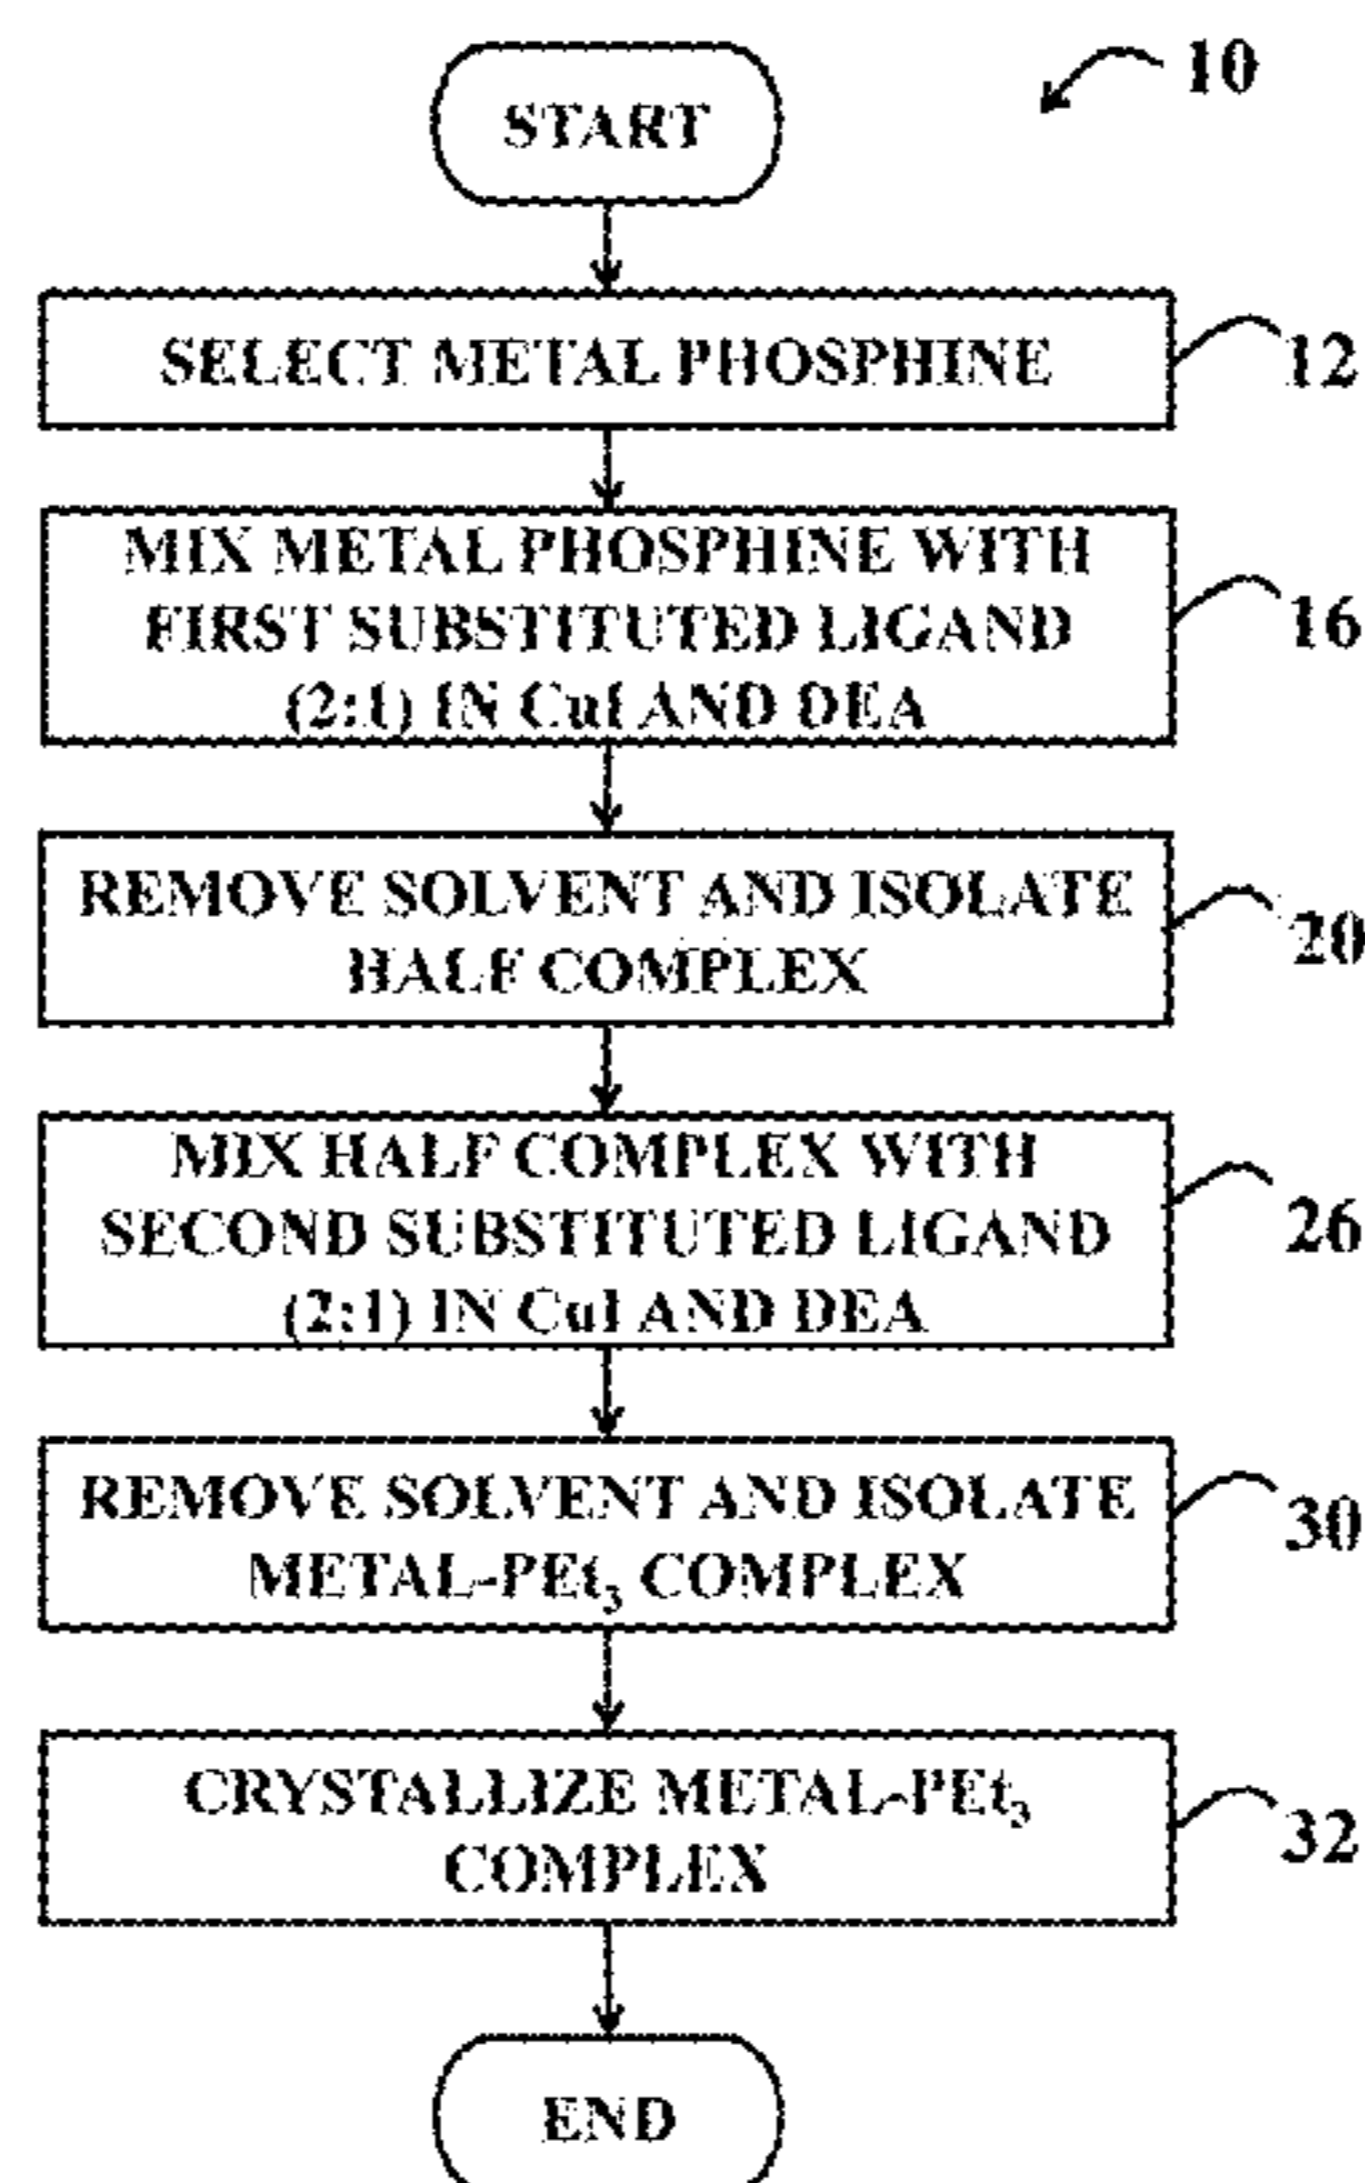 START
10
SELECT METAL PHOSPHINE
12
MIX METAL PHOSPHINE WITH
FIRST SUBSTITUTED LIGAND
(2:1) IN CuI AND DEA
16
REMOVE SOLVENT AND ISOLATE
HALF COMPLEX
20
MIX HALF COMPLEX WITH
SECOND SUBSTITUTED LIGAND
(2:1) IN CuI AND DEA
26
REMOVE SOLVENT AND ISOLATE
METAL-PEt₃ COMPLEX
30
CRYSTALLIZE METAL-PEt₃
COMPLEX
32
END